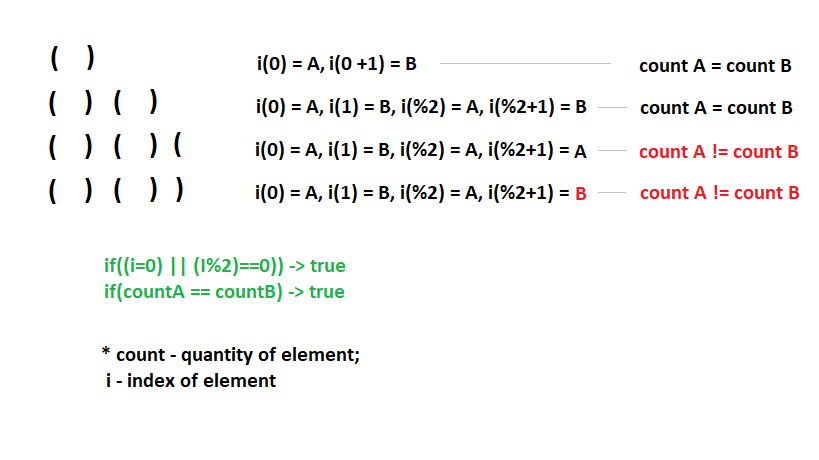 ( ) i(0) = A, i(0 +1) = B count A = count B
( ) ( ) i(0) = A, i(1) = B, i(%2) = A, i(%2+1) = B count A = count B
( ) ( ) ( i(0) = A, i(1) = B, i(%2) = A, i(%2+1) = A count A != count B
( ) ( ) ) i(0) = A, i(1) = B, i(%2) = A, i(%2+1) = B count A != count B
if((i=0) || (I%2)==0)) -> true
if(countA == countB) -> true
* count - quantity of element;
i - index of element